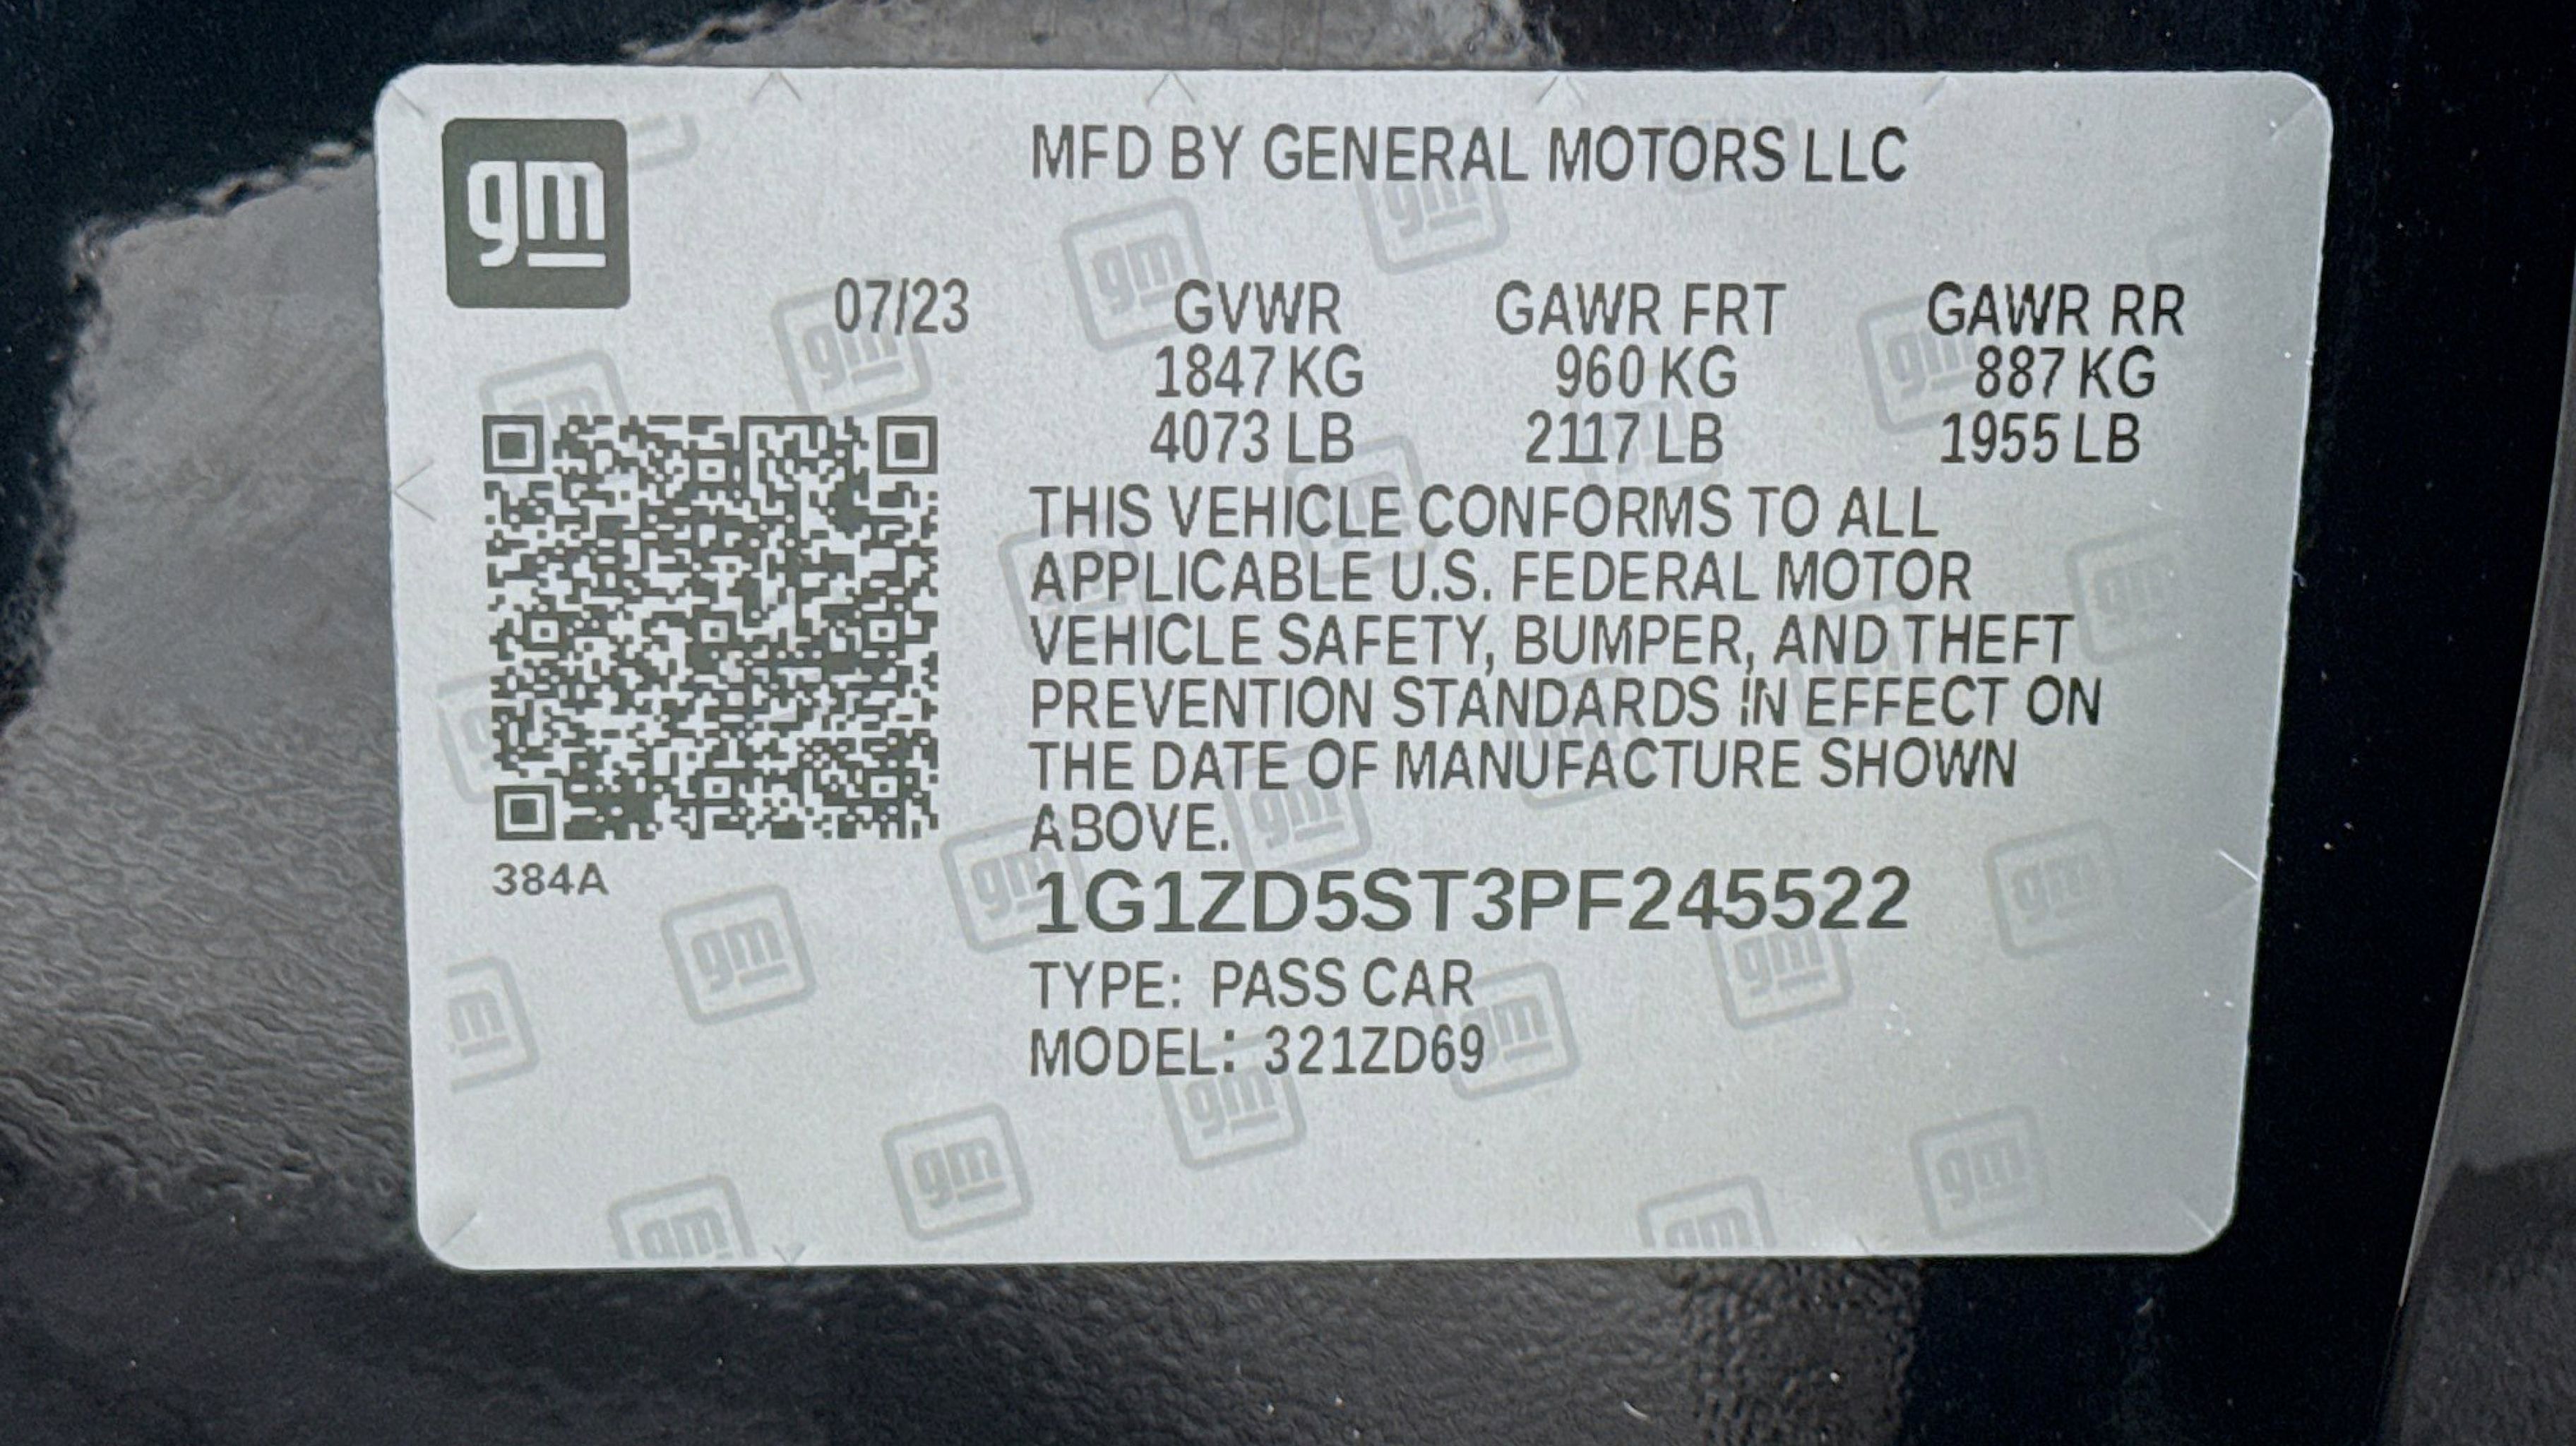 gm
MFD BY GENERAL MOTORS LLC
07/23 GVWR GAWR FRT GAWR RR
1847 KG 960 KG 887 KG
4073 LB 2117 LB 1955 LB
THIS VEHICLE CONFORMS TO ALL
APPLICABLE U.S. FEDERAL MOTOR
VEHICLE SAFETY, BUMPER, AND THEFT
PREVENTION STANDARDS IN EFFECT ON
THE DATE OF MANUFACTURE SHOWN
ABOVE.
384A
1G1ZD5ST3PF245522
TYPE: PASS CAR
MODEL: 321ZD69